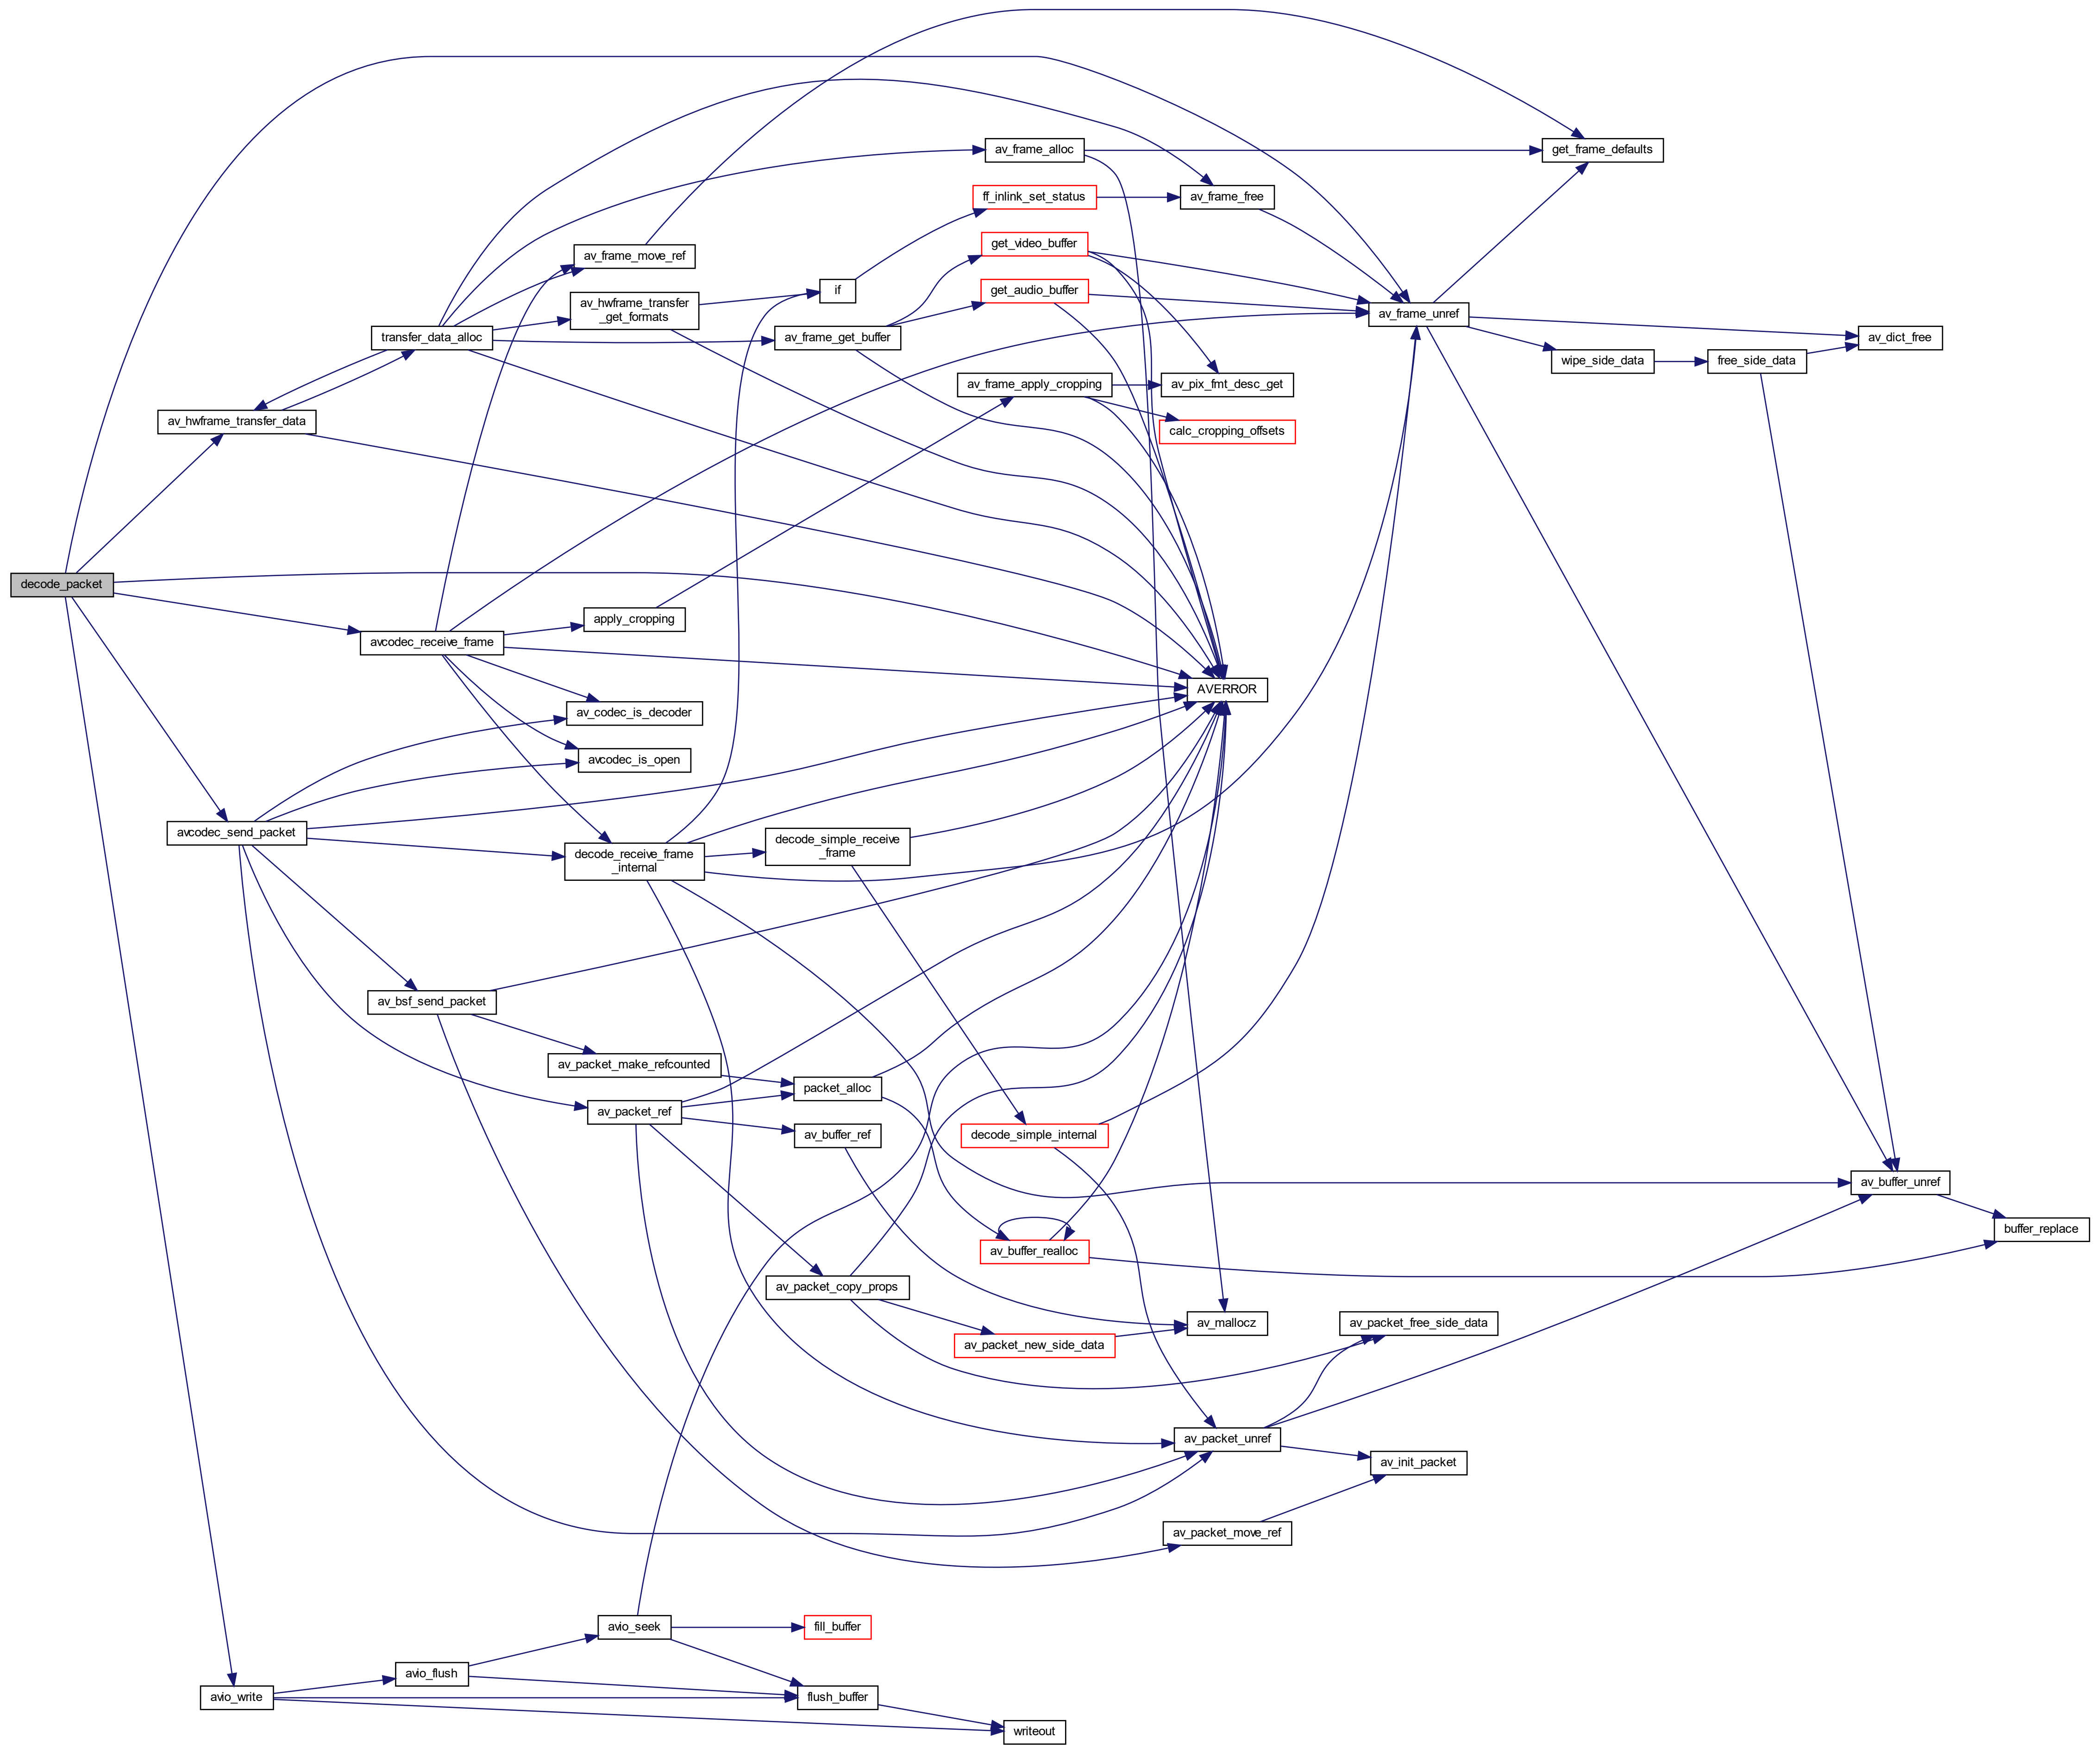 get_frame_defaults
av_frame_alloc
ff_inlink_set_status
av_frame_free
get_video_buffer
av_frame_move_ref
if
get_audio_buffer
av_hwframe_transfer
_get_formats
av_frame_unref
transfer_data_alloc
av_frame_get_buffer
av_dict_free
wipe_side_data
free_side_data
av_frame_apply_cropping
av_pix_fmt_desc_get
av_hwframe_transfer_data
calc_cropping_offsets
decode_packet
apply_cropping
avcodec_receive_frame
AVERROR
av_codec_is_decoder
avcodec_is_open
avcodec_send_packet
decode_simple_receive
_frame
decode_receive_frame
_internal
av_bsf_send_packet
av_packet_make_refcounted
packet_alloc
av_packet_ref
av_buffer_ref
decode_simple_internal
av_buffer_unref
buffer_replace
av_buffer_realloc
av_packet_copy_props
av_mallocz
av_packet_free_side_data
av_packet_new_side_data
av_packet_unref
av_init_packet
av_packet_move_ref
avio_seek
fill_buffer
avio_flush
avio_write
flush_buffer
writeout